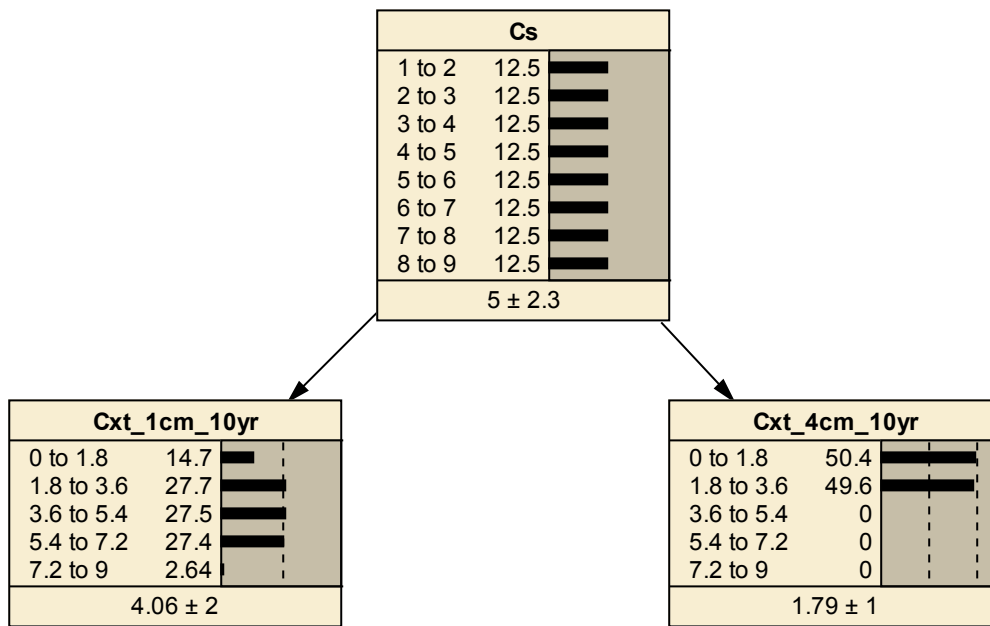 Cs
1 to 2 12.5
2 to 3 12.5
3 to 4 12.5
4 to 5 12.5
5 to 6 12.5
6 to 7 12.5
7 to 8 12.5
8 to 9 12.5
5 ± 2.3
Cxt_1cm_10yr
0 to 1.8 14.7
1.8 to 3.6 27.7
3.6 to 5.4 27.5
5.4 to 7.2 27.4
7.2 to 9 2.64
4.06 ± 2
Cxt_4cm_10yr
0 to 1.8 50.4
1.8 to 3.6 49.6
3.6 to 5.4 0
5.4 to 7.2 0
7.2 to 9 0
1.79 ± 1